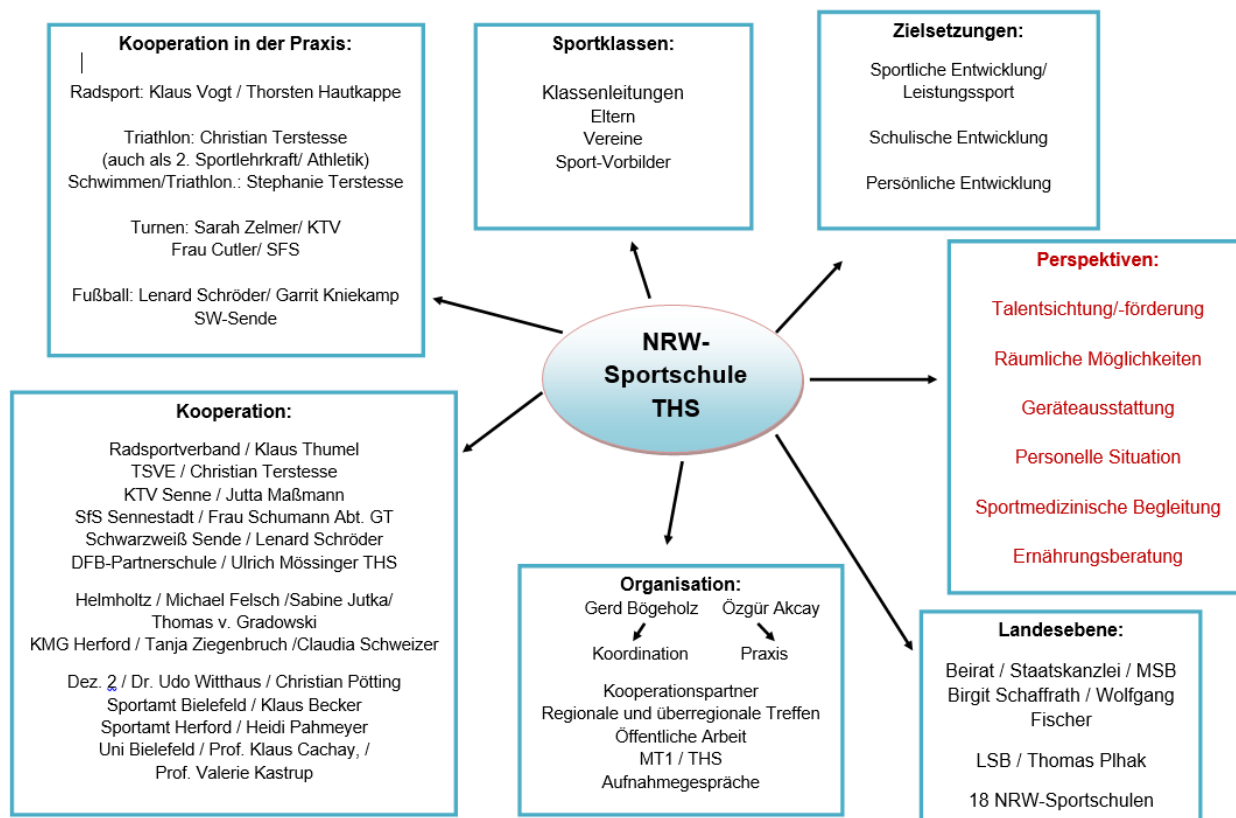 Kooperation in der Praxis:
Radsport: Klaus Vogt / Thorsten Hautkappe
Triathlon: Christian Terstesse
(auch als 2. Sportlehrkraft/ Athletik)
Schwimmen/Triathlon.: Stephanie Terstesse
Turnen: Sarah Zelmer/ KTV
Frau Cutler/ SFS
Fußball: Lenard Schröder/ Garrit Kniekamp
SW-Sende
Sportklassen:
Klassenleitungen
Eltern
Vereine
Sport-Vorbilder
Zielsetzungen:
Sportliche Entwicklung/
Leistungssport
Schulische Entwicklung
Persönliche Entwicklung
NRW-
Sportschule
THS
Perspektiven:
Talentsichtung/-förderung
Räumliche Möglichkeiten
Geräteausstattung
Personelle Situation
Sportmedizinische Begleitung
Ernährungsberatung
Kooperation:
Radsportverband / Klaus Thumel
TSVE / Christian Terstesse
KTV Senne / Jutta Maßmann
SfS Sennestadt / Frau Schumann Abt. GT
Schwarzweiß Sende / Lenard Schröder
DFB-Partnerschule / Ulrich Mössinger THS
Helmholtz / Michael Felsch /Sabine Jutka/
Thomas v. Gradowski
KMG Herford / Tanja Ziegenbruch /Claudia Schweizer
Dez. 2 / Dr. Udo Witthaus / Christian Pötting
Sportamt Bielefeld / Klaus Becker
Sportamt Herford / Heidi Pahmeyer
Uni Bielefeld / Prof. Klaus Cachay, /
Prof. Valerie Kastrup
Organisation:
Gerd Bögeholz Özgür Akcay
Koordination Praxis
Kooperationspartner
Regionale und überregionale Treffen
Öffentliche Arbeit
MT1 / THS
Aufnahmegespräche
Landesebene:
Beirat / Staatskanzlei / MSB
Birgit Schaffrath / Wolfgang
Fischer
LSB / Thomas Plhak
18 NRW-Sportschulen